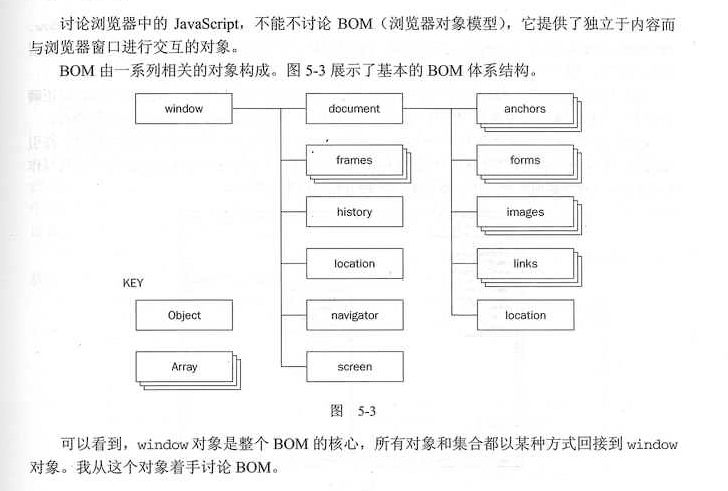 讨论浏览器中的 JavaScript，不能不讨论 BOM（浏览器对象模型），它提供了独立于内容而
与浏览器窗口进行交互的对象。
BOM 由一系列相关的对象构成。图 5-3 展示了基本的 BOM 体系结构。
window
document
anchors
frames
forms
history
images
location
links
KEY
Object
navigator
location
Array
screen
图 5-3
可以看到，window 对象是整个 BOM 的核心，所有对象和集合都以某种方式回接到 window
对象。我从这个对象着手讨论 BOM。